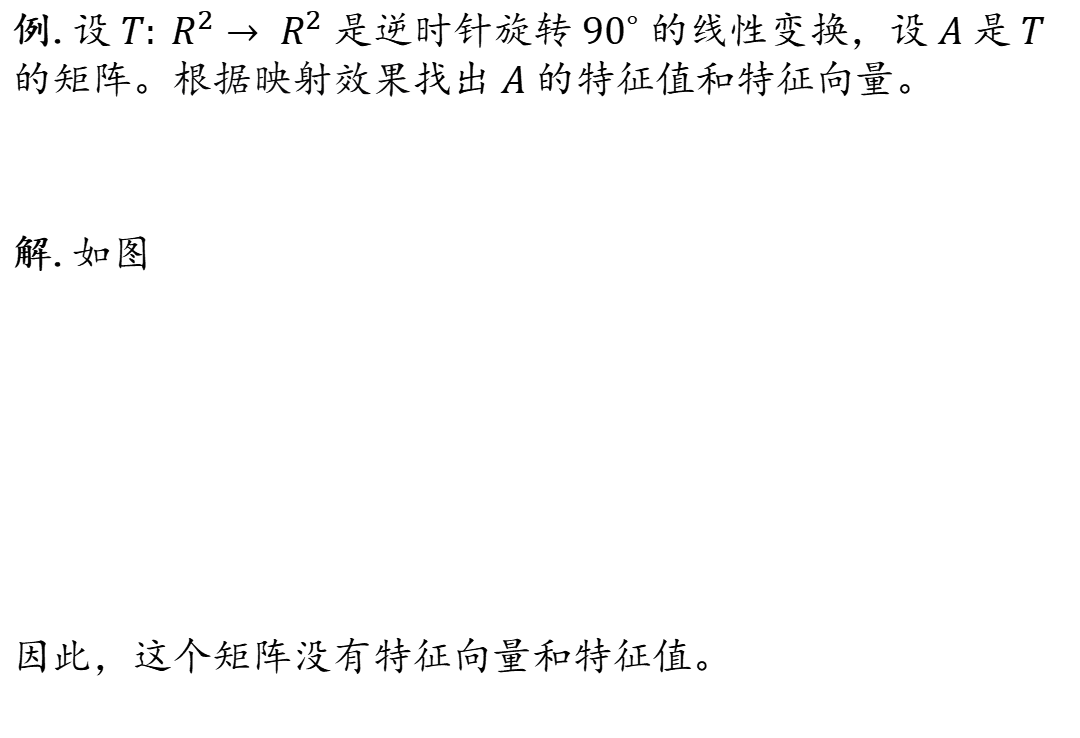 例. 设 T: R² → R² 是逆时针旋转 90° 的线性变换，设 A 是 T
的矩阵。根据映射效果找出 A 的特征值和特征向量。
解. 如图
因此，这个矩阵没有特征向量和特征值。